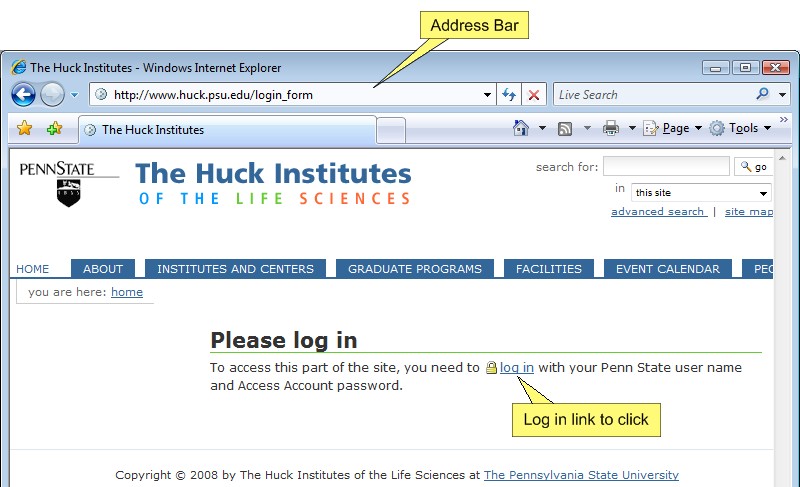 Address Bar
The Huck Institutes - Windows Internet Explorer
http://www.huck.psu.edu/login_form
Live Search
The Huck Institutes
Page
Tools
PENNSTATE
1855
The Huck Institutes
OF THE LIFE SCIENCES
search for:
go
in
this site
advanced search | site map
HOME
ABOUT
INSTITUTES AND CENTERS
GRADUATE PROGRAMS
FACILITIES
EVENT CALENDAR
PEO
you are here: home
Please log in
To access this part of the site, you need to log in with your Penn State user name
and Access Account password.
Log in link to click
Copyright © 2008 by The Huck Institutes of the Life Sciences at The Pennsylvania State University